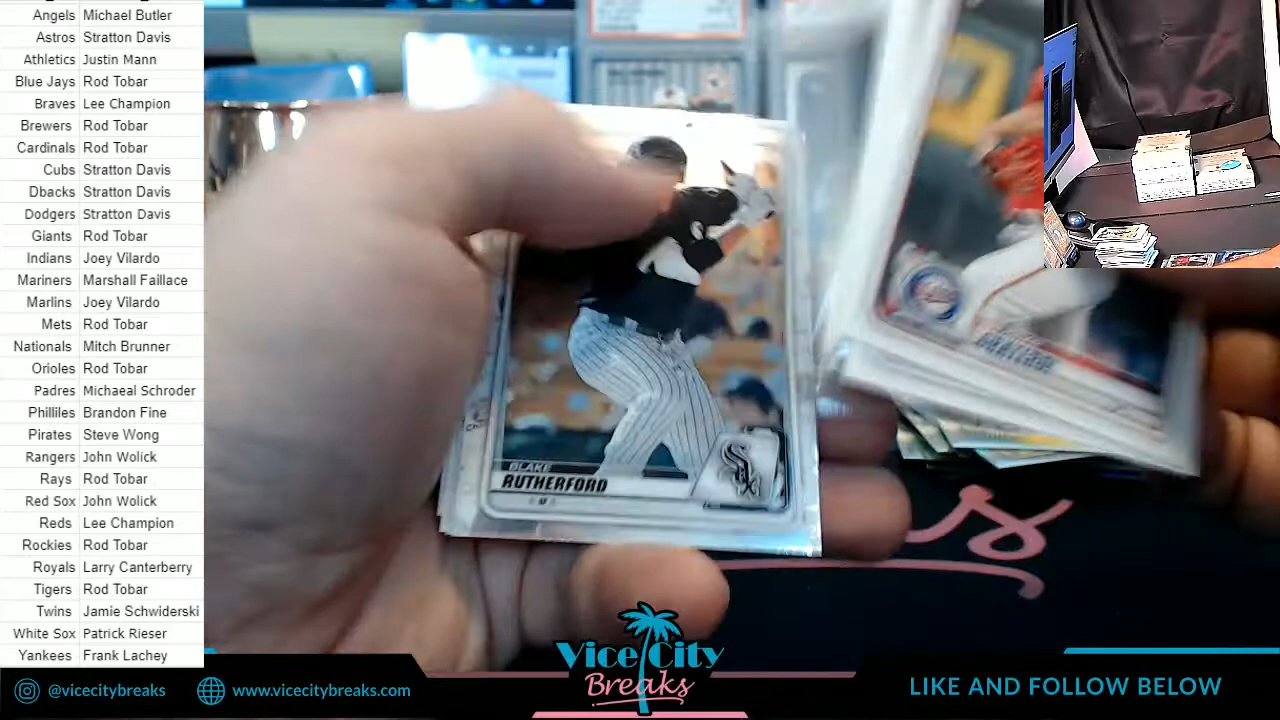 Angels Michael Butler
Astros Stratton Davis
Athletics Justin Mann
Blue Jays Rod Tobar
Braves Lee Champion
Brewers Rod Tobar
Cardinals Rod Tobar
Cubs Stratton Davis
Dbacks Stratton Davis
Dodgers Stratton Davis
Giants Rod Tobar
Indians Joey Vilardo
Mariners Marshall Faillace
Marlins Joey Vilardo
Mets Rod Tobar
Nationals Mitch Brunner
Orioles Rod Tobar
Padres Michaeal Schroder
Philliles Brandon Fine
Pirates Steve Wong
Rangers John Wolick
Rays Rod Tobar
Red Sox John Wolick
Reds Lee Champion
Rockies Rod Tobar
Royals Larry Canterberry
Tigers Rod Tobar
Twins Jamie Schwiderski
White Sox Patrick Rieser
Yankees Frank Lachey
BLAKE
RUTHERFORD
SOX
@vicecitybreaks
www.vicecitybreaks.com
Vice City
Breaks
LIKE AND FOLLOW BELOW